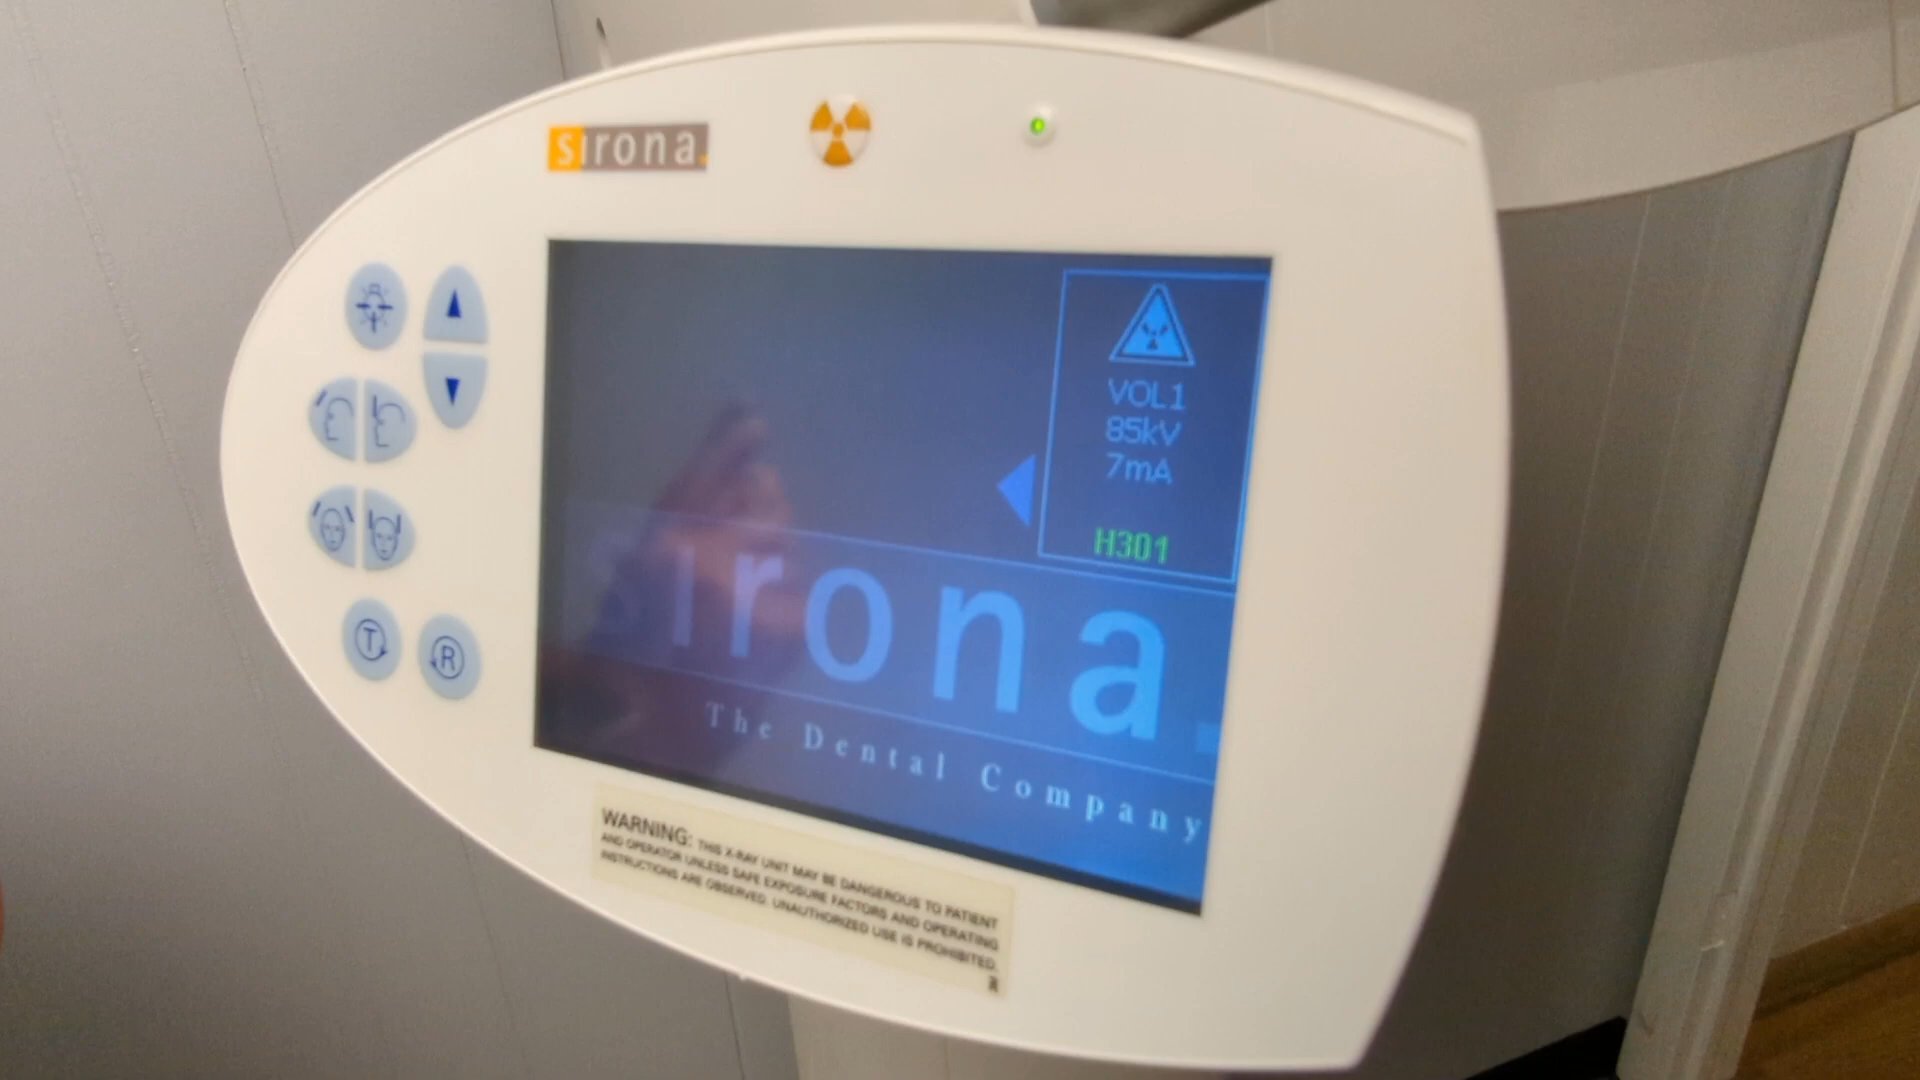 sirona.
VOL1
85kV
7mA
H301
sirona.
The Dental Company
T
R
WARNING: THIS X-RAY UNIT MAY BE DANGEROUS TO PATIENT
AND OPERATOR UNLESS SAFE EXPOSURE FACTORS AND OPERATING
INSTRUCTIONS ARE OBSERVED. UNAUTHORIZED USE IS PROHIBITED.